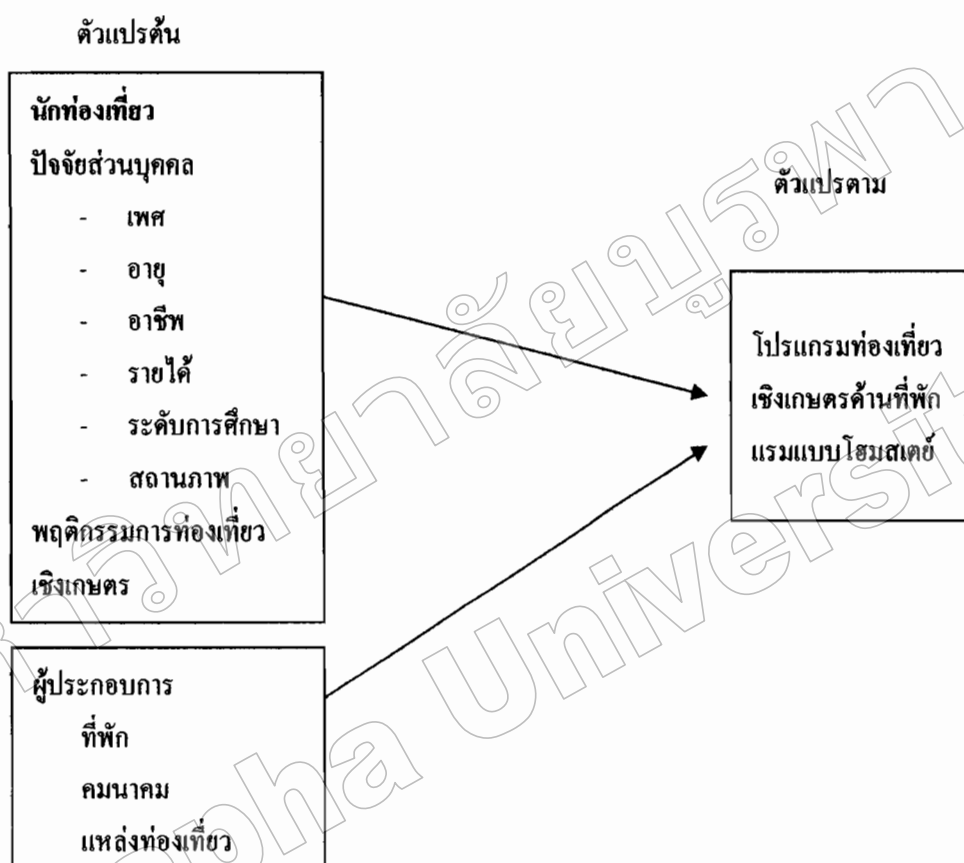 ตัวแปรต้น
นักท่องเที่ยว
ปัจจัยส่วนบุคคล
- เพศ
- อายุ
- อาชีพ
- รายได้
- ระดับการศึกษา
- สถานภาพ
พฤติกรรมการท่องเที่ยว
เชิงเกษตร
ผู้ประกอบการ
ที่พัก
คมนาคม
แหล่งท่องเที่ยว
ตัวแปรตาม
โปรแกรมท่องเที่ยว
เชิงเกษตรด้านที่พัก
แรมแบบโฮมสเตย์